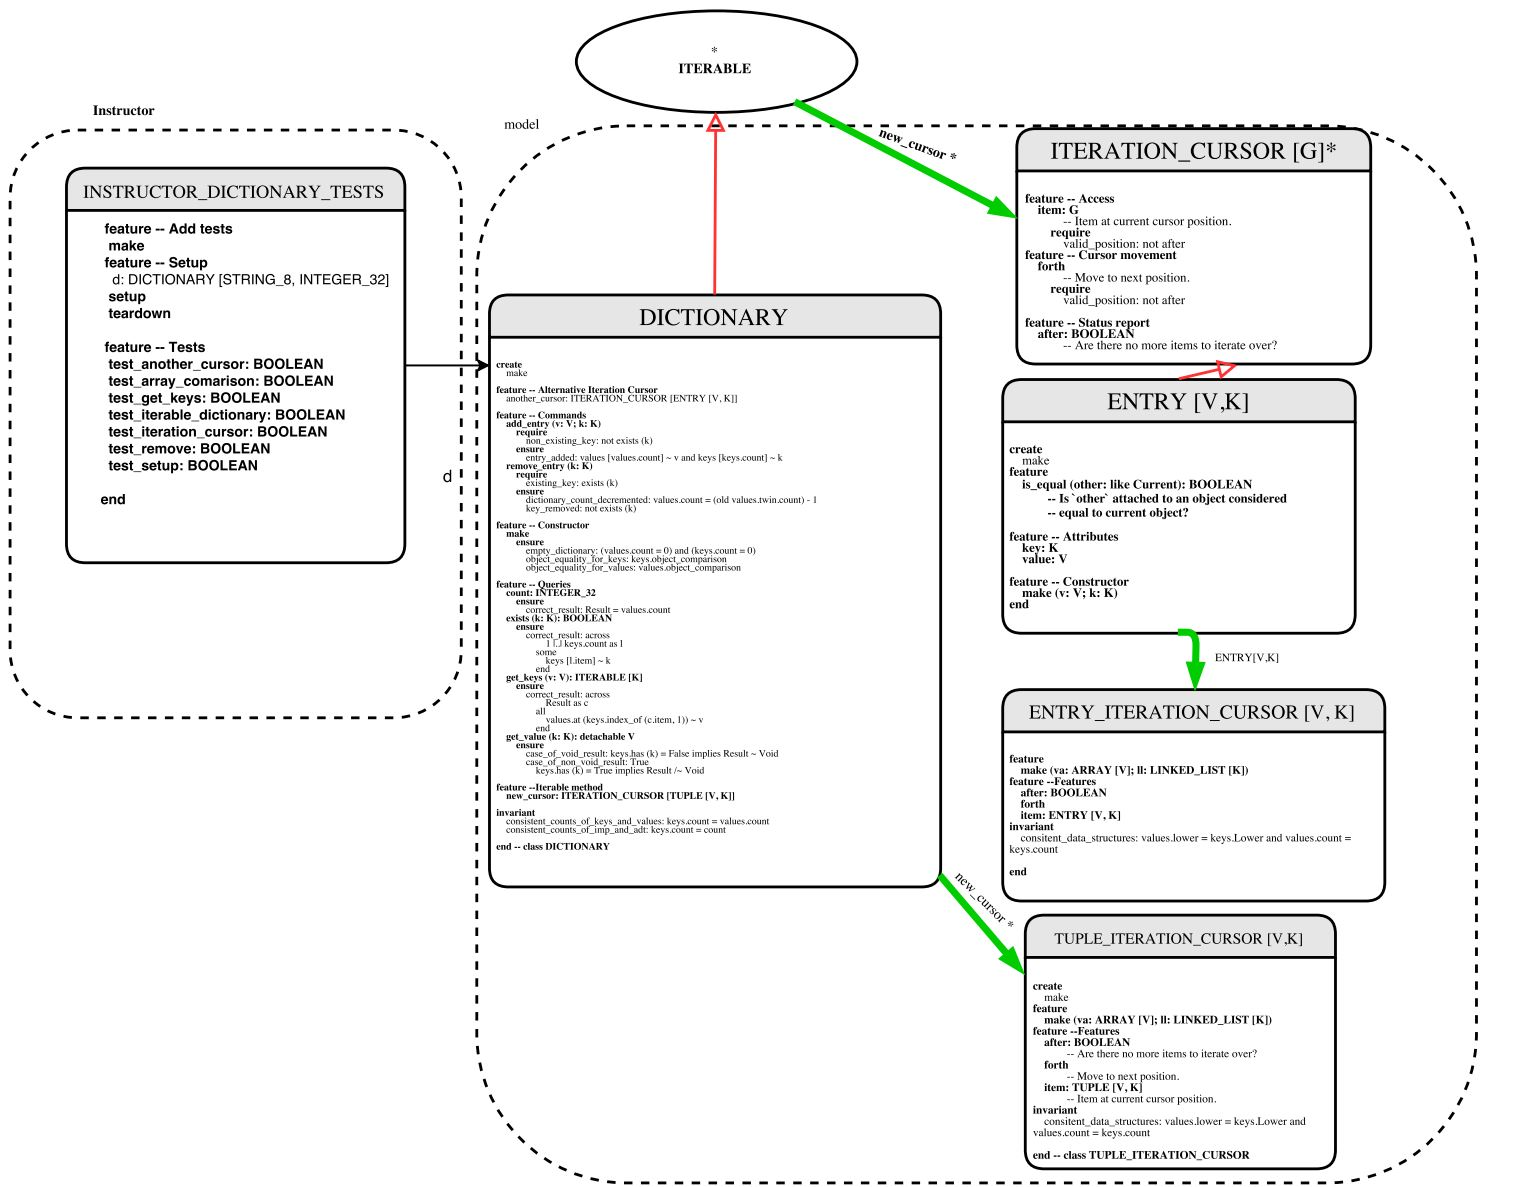 *
ITERABLE
Instructor
model
new_cursor *
INSTRUCTOR_DICTIONARY_TESTS
feature -- Add tests
make
feature -- Setup
d: DICTIONARY [STRING_8, INTEGER_32]
setup
teardown
feature -- Tests
test_another_cursor: BOOLEAN
test_array_comarison: BOOLEAN
test_get_keys: BOOLEAN
test_iterable_dictionary: BOOLEAN
test_iteration_cursor: BOOLEAN
test_remove: BOOLEAN
test_setup: BOOLEAN
end
d
DICTIONARY
create
make
feature -- Alternative Iteration Cursor
another_cursor: ITERATION_CURSOR [ENTRY [V, K]]
feature -- Commands
add_entry (v: V; k: K)
require
non_existing_key: not exists (k)
ensure
entry_added: values [values.count] ~ v and keys [keys.count] ~ k
remove_entry (k: K)
require
existing_key: exists (k)
ensure
dictionary_count_decremented: values.count = (old values.twin.count) - 1
key_removed: not exists (k)
feature -- Constructor
make
ensure
empty_dictionary: (values.count = 0) and (keys.count = 0)
object_equality_for_keys: keys.object_comparison
object_equality_for_values: values.object_comparison
feature -- Queries
count: INTEGER_32
ensure
correct_result: Result = values.count
exists (k: K): BOOLEAN
ensure
correct_result: across
1 |..| keys.count as l
some
keys [l.item] ~ k
end
get_keys (v: V): ITERABLE [K]
ensure
correct_result: across
Result as c
all
values.at (keys.index_of (c.item, 1)) ~ v
end
get_value (k: K): detachable V
ensure
case_of_void_result: keys.has (k) = False implies Result ~ Void
case_of_non_void_result: True
keys.has (k) = True implies Result /~ Void
feature --Iterable method
new_cursor: ITERATION_CURSOR [TUPLE [V, K]]
invariant
consistent_counts_of_keys_and_values: keys.count = values.count
consistent_counts_of_imp_and_adt: keys.count = count
end -- class DICTIONARY
new_cursor *
ITERATION_CURSOR [G]*
feature -- Access
item: G
-- Item at current cursor position.
require
valid_position: not after
feature -- Cursor movement
forth
-- Move to next position.
require
valid_position: not after
feature -- Status report
after: BOOLEAN
-- Are there no more items to iterate over?
ENTRY [V,K]
create
make
feature
is_equal (other: like Current): BOOLEAN
-- Is `other` attached to an object considered
-- equal to current object?
feature -- Attributes
key: K
value: V
feature -- Constructor
make (v: V; k: K)
end
ENTRY[V,K]
ENTRY_ITERATION_CURSOR [V, K]
feature
make (va: ARRAY [V]; ll: LINKED_LIST [K])
feature --Features
after: BOOLEAN
forth
item: ENTRY [V, K]
invariant
consitent_data_structures: values.lower = keys.Lower and values.count =
keys.count
end
TUPLE_ITERATION_CURSOR [V,K]
create
make
feature
make (va: ARRAY [V]; ll: LINKED_LIST [K])
feature --Features
after: BOOLEAN
-- Are there no more items to iterate over?
forth
-- Move to next position.
item: TUPLE [V, K]
-- Item at current cursor position.
invariant
consitent_data_structures: values.lower = keys.Lower and
values.count = keys.count
end -- class TUPLE_ITERATION_CURSOR